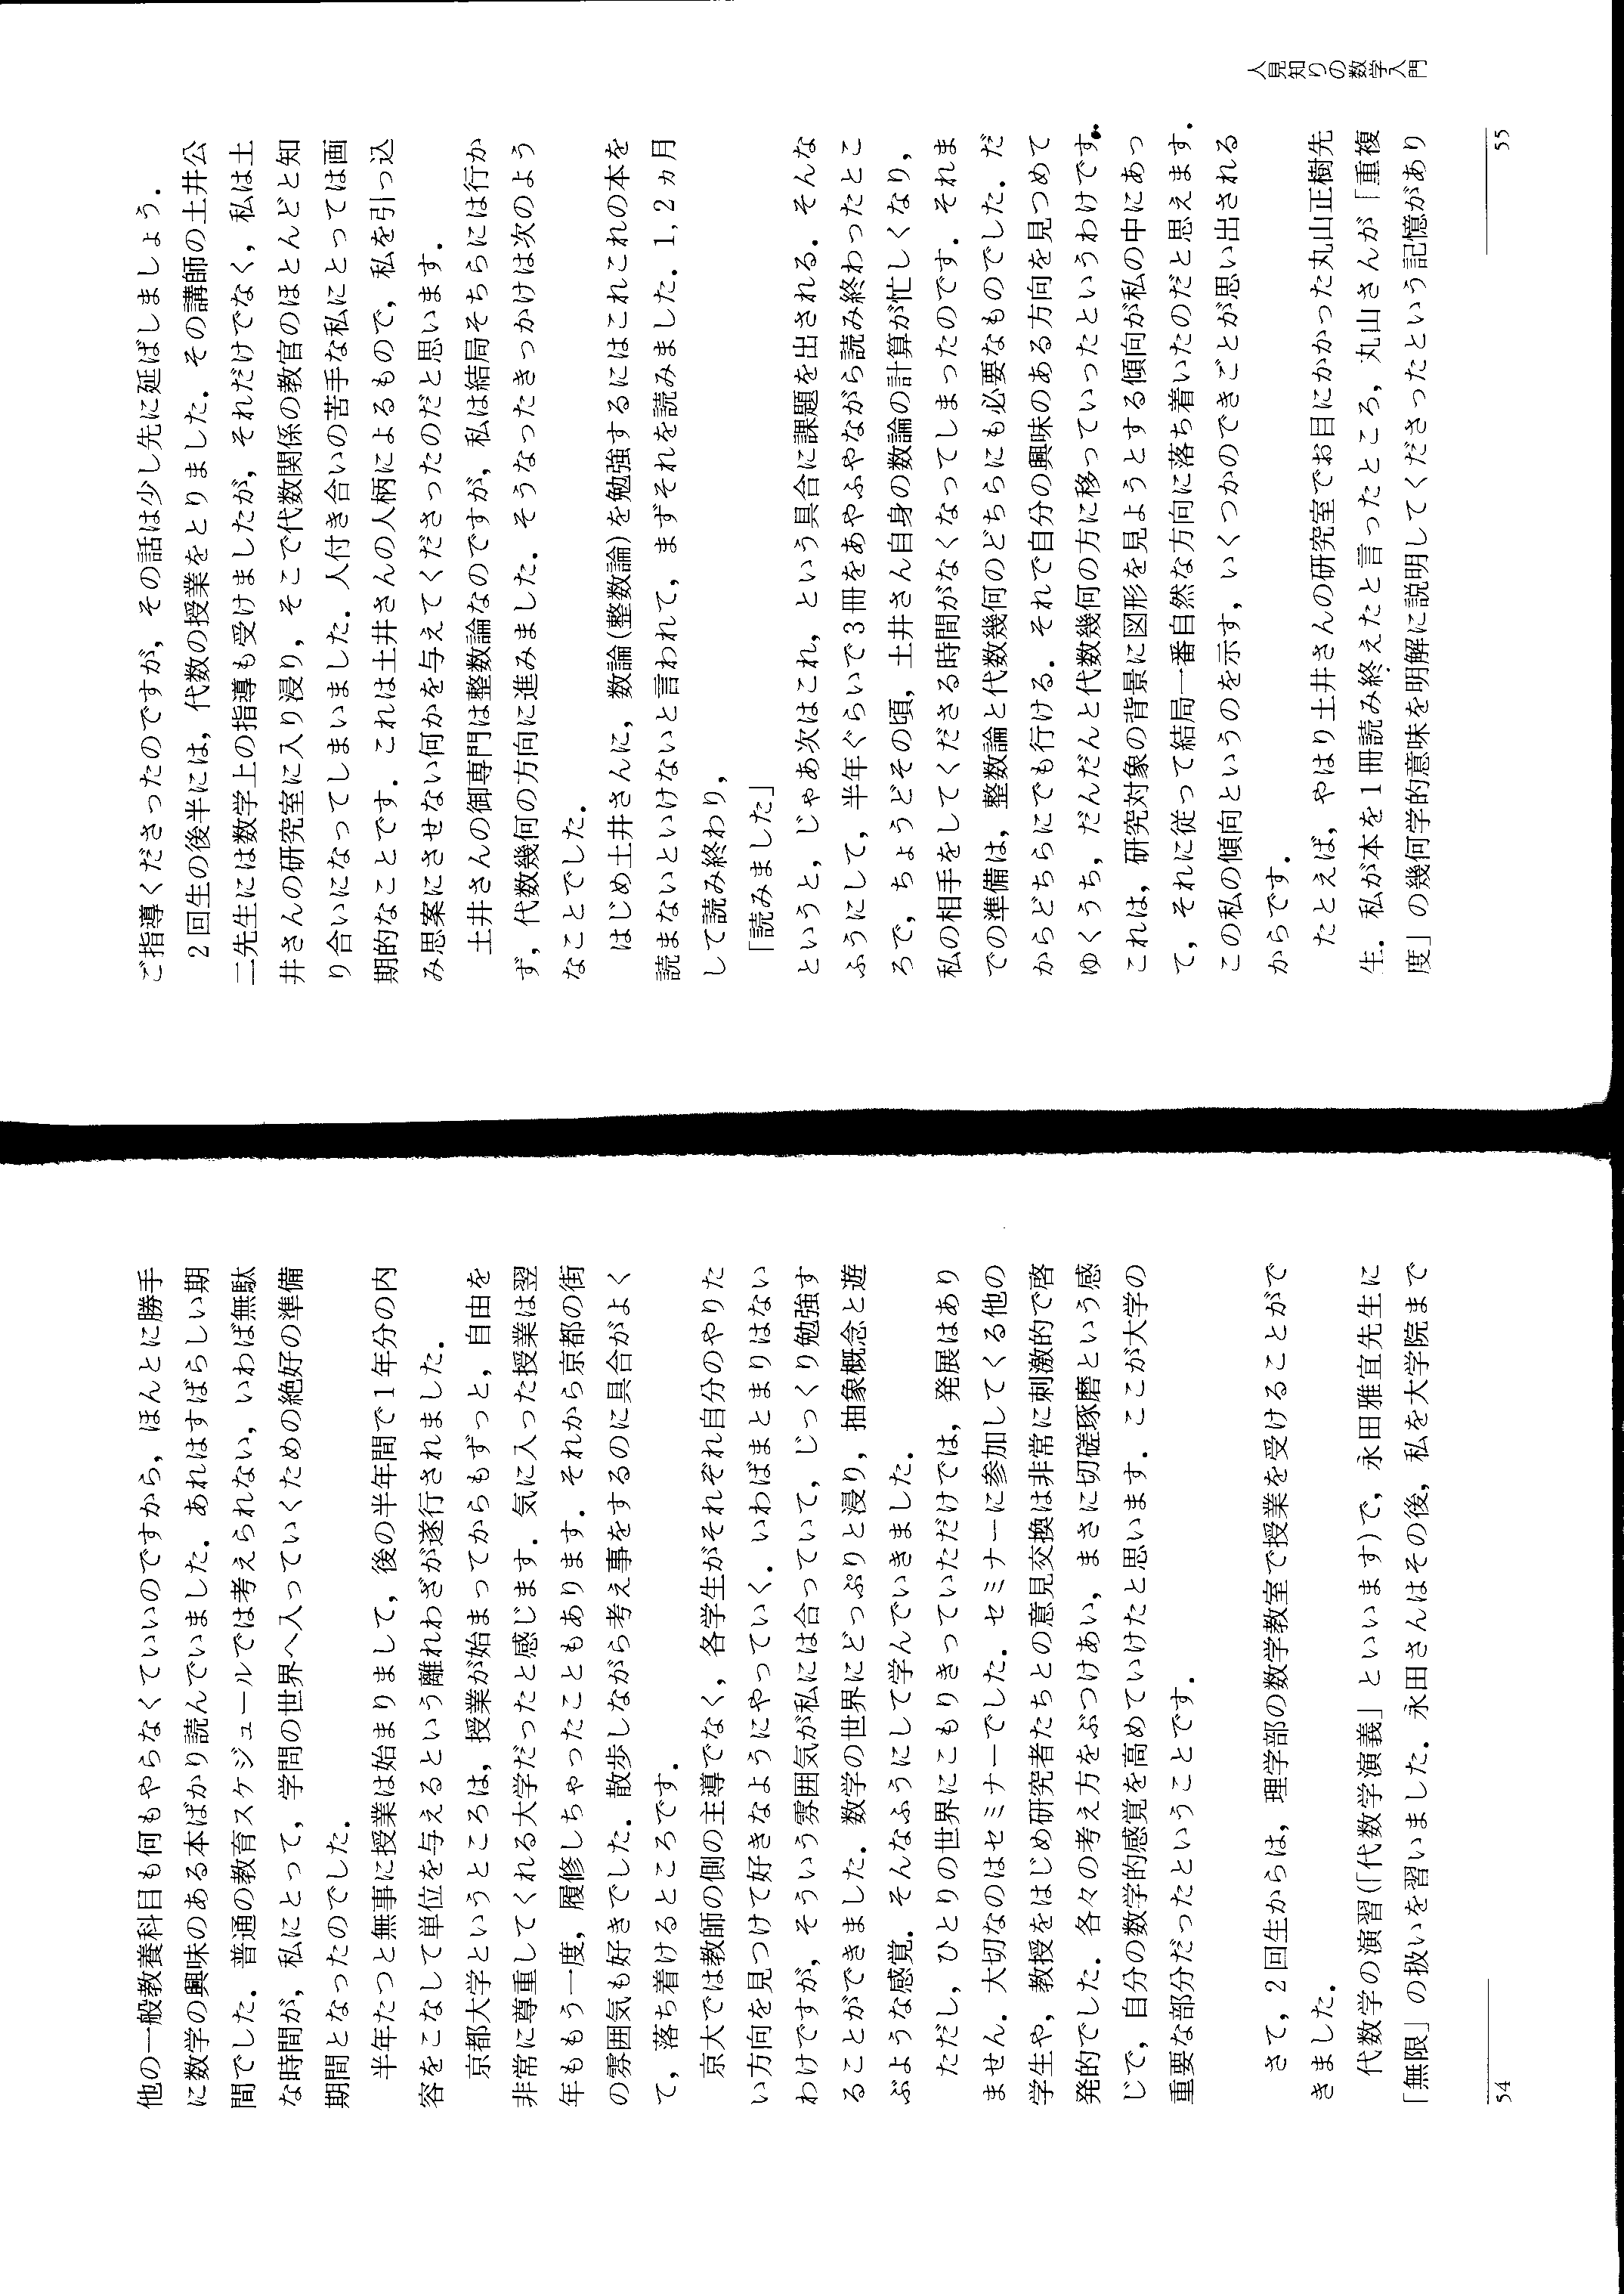 他の一般教養科目も何もやらなくていいのですから，ほんとに勝手
に数学の興味のある本ばかり読んでいました．あれはすばらしい期
間でした．普通の教育スケジュールでは考えられない，いわば無駄
な時間が，私にとって，学問の世界へ入っていくための絶好の準備
期間となったのでした．
半年たつと無事に授業は始まりまして，後の半年間で1年分の内
容をこなして単位を与えるという離れわざが遂行されました．
京都大学というところは，授業が始まってからもずっと，自由を
非常に尊重してくれる大学だったと感じます．気に入った授業は翌
年ももう一度，履修しちゃったこともあります．それから京都の街
の雰囲気も好きでした．散歩しながら考え事をするのに具合がよく
て，落ち着けるところです．
京大では教師の側の主導でなく，各学生がそれぞれ自分のやりた
い方向を見つけて好きなようにやっていく．いわばまとまりはない
わけですが，そういう雰囲気が私には合っていて，じっくり勉強す
ることができました．数学の世界にどっぷりと浸り，抽象概念と遊
ぶような感覚．そんなふうにして学んでいきました．
ただし，ひとりの世界にこもりきっていただけでは，発展はあり
ません．大切なのはセミナーでした．セミナーに参加してくる他の
学生や，教授をはじめ研究者たちとの意見交換は非常に刺激的で啓
発的でした．各々の考え方をぶつけあい，まさに切磋琢磨という感
じで，自分の数学的感覚を高めていけたと思います．ここが大学の
重要な部分だったということです．
さて，2回生からは，理学部の数学教室で授業を受けることがで
きました．
代数学の演習(「代数学演義」といいます)で，永田雅宜先生に
「無限」の扱いを習いました．永田さんはその後，私を大学院まで
54
人見知りの数学入門
ご指導くださったのですが，その話は少し先に延ばしましょう．
2回生の後半には，代数の授業をとりました．その講師の土井公
二先生には数学上の指導も受けましたが，それだけでなく，私は土
井さんの研究室に入り浸り，そこで代数関係の教官のほとんどと知
り合いになってしまいました．人付き合いの苦手な私にとっては画
期的なことです．これは土井さんの人柄によるもので，私を引っ込
み思案にさせない何かを与えてくださったのだと思います．
土井さんの御専門は整数論なのですが，私は結局そちらには行か
ず，代数幾何の方向に進みました．そうなったきっかけは次のよう
なことでした．
はじめ土井さんに，数論(整数論)を勉強するにはこれこれの本を
読まないといけないと言われて，まずそれを読みました．1, 2ヵ月
して読み終わり，
「読みました」
というと，じゃあ次はこれ，という具合に課題を出される．そんな
ふうにして，半年ぐらいで3冊をあやふやながら読み終わったとこ
ろで，ちょうどその頃，土井さん自身の数論の計算が忙しくなり，
私の相手をしてくださる時間がなくなってしまったのです．それま
での準備は，整数論と代数幾何のどちらにも必要なものでした．だ
からどちらにでも行ける．それで自分の興味のある方向を見つめて
ゆくうち，だんだんと代数幾何の方に移っていったというわけです．
これは，研究対象の背景に図形を見ようとする傾向が私の中にあっ
て，それに従って結局一番自然な方向に落ち着いたのだと思えます．
この私の傾向というのを示す，いくつかのできごとが思い出される
からです．
たとえば，やはり土井さんの研究室でお目にかかった丸山正樹先
生．私が本を1冊読み終えたと言ったところ，丸山さんが「重複
度」の幾何学的意味を明解に説明してくださったという記憶があり
55